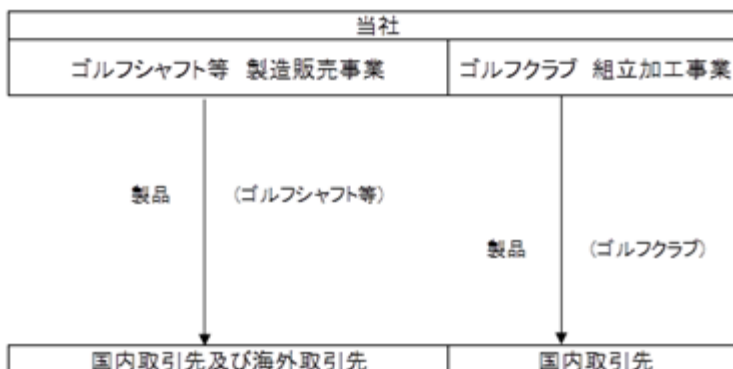 当社
ゴルフシャフト等 製造販売事業
ゴルフクラブ 組立加工事業
製品 (ゴルフシャフト等)
製品 (ゴルフクラブ)
国内取引先及び海外取引先
国内取引先